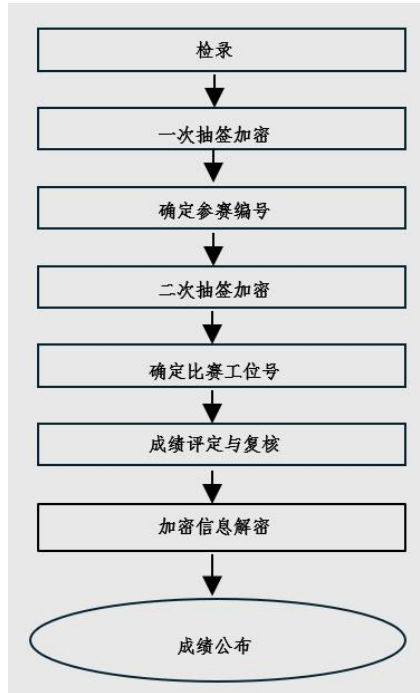 检录
一次抽签加密
确定参赛编号
二次抽签加密
确定比赛工位号
成绩评定与复核
加密信息解密
成绩公布